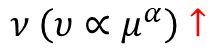 ν (υ ∝ μ^α) ↑